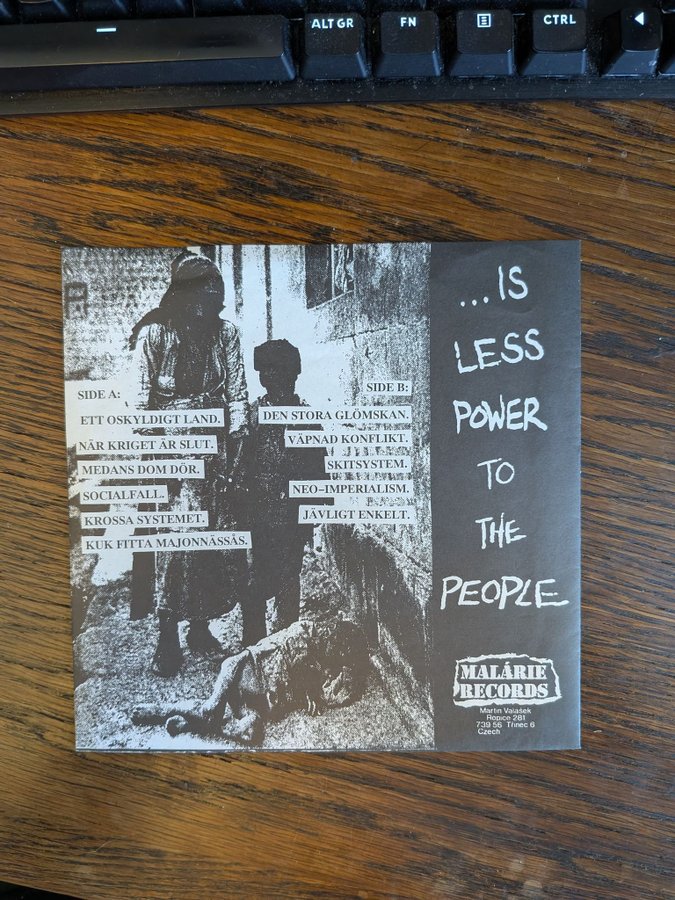 ALT GR
FN
CTRL
...IS
LESS
POWER
TO
THE
PEOPLE
SIDE A:
ETT OSKYLDIGT LAND.
NÄR KRIGET ÄR SLUT.
MEDANS DOM DÖR.
SOCIALFALL.
KROSSA SYSTEMET.
KUK FITTA MAJONNÄSSÅS.
SIDE B:
DEN STORA GLÖMSKAN.
VÄPNAD KONFLIKT.
SKITSYSTEM.
NEO-IMPERIALISM.
JÄVLIGT ENKELT.
MALÁRIE
RECORDS
Martin Valášek
Ropice 281
739 56 Třinec 6
Czech